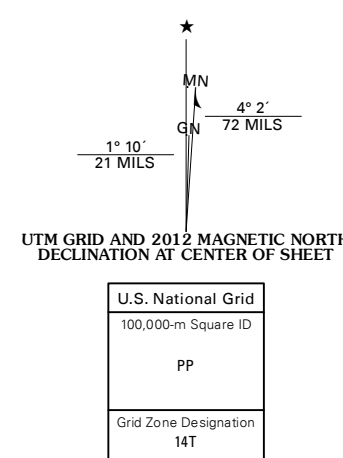 MN
4° 2´
72 MILS
GN
1° 10´
21 MILS
UTM GRID AND 2012 MAGNETIC NORTH
DECLINATION AT CENTER OF SHEET
U.S. National Grid
100,000-m Square ID
PP
Grid Zone Designation
14T